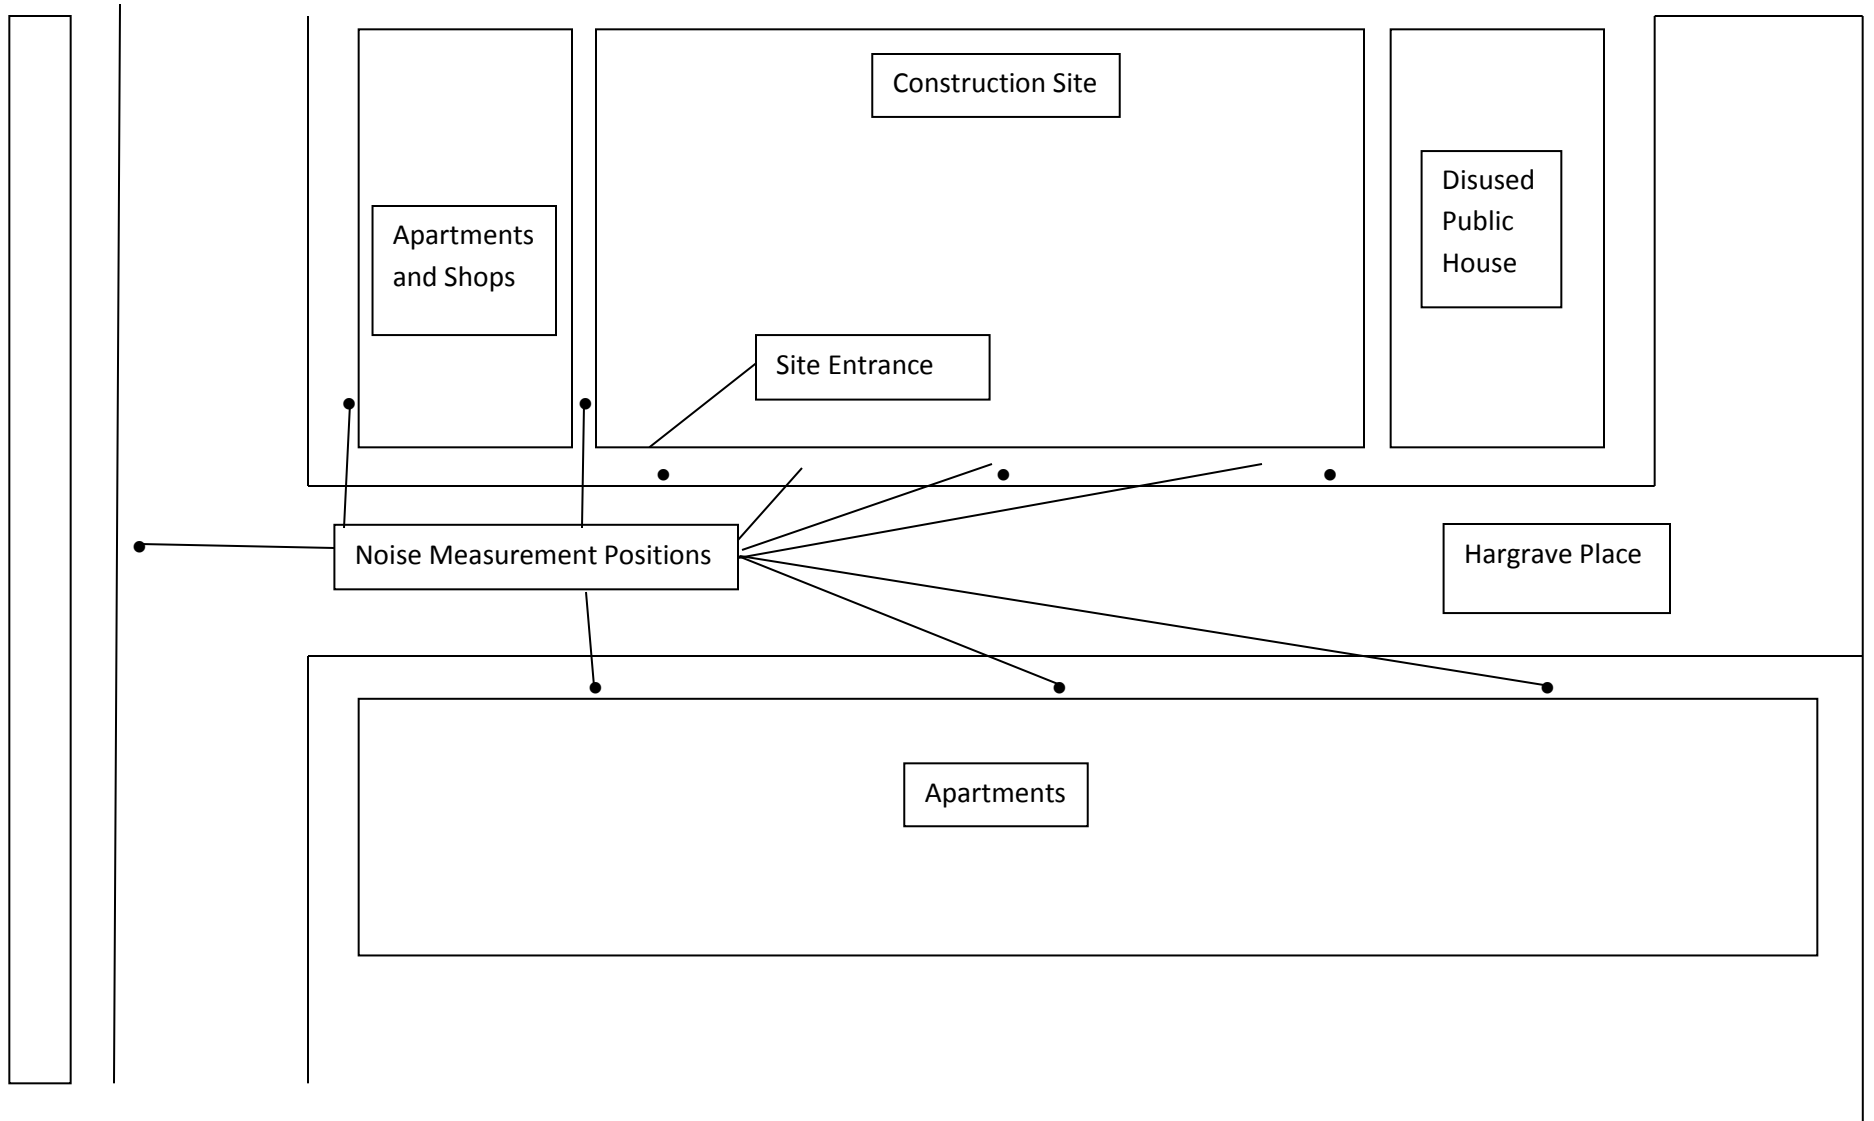 Construction Site
Disused
Public
House
Apartments
and Shops
Site Entrance
Noise Measurement Positions
Hargrave Place
Apartments